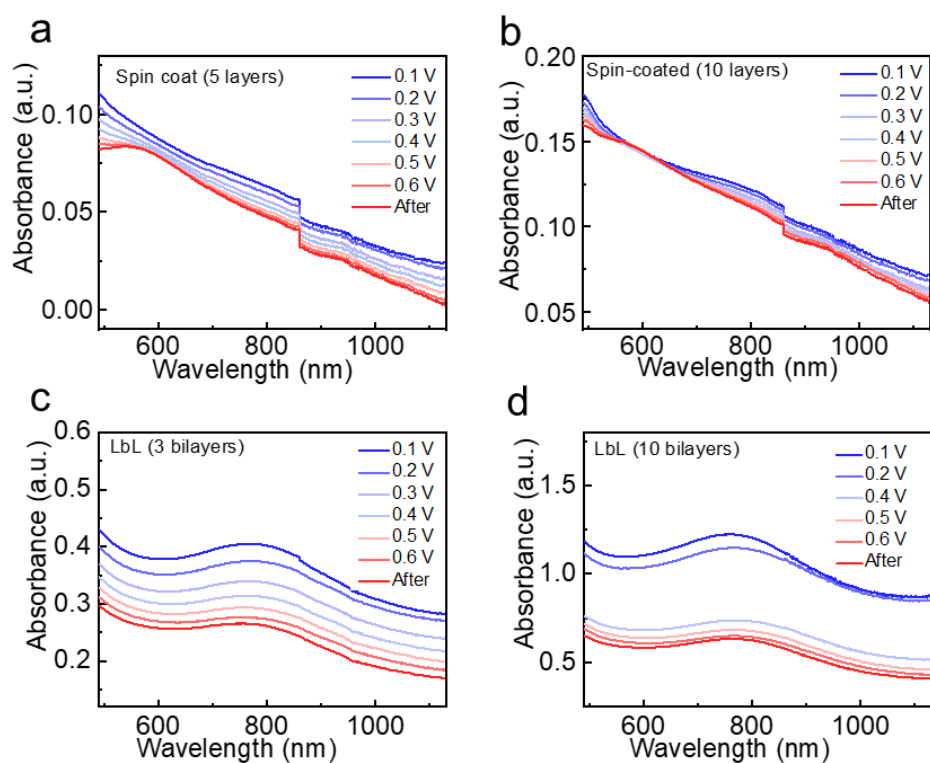 a
Spin coat (5 layers)
0.1 V
0.2 V
0.3 V
0.4 V
0.5 V
0.6 V
After
0.10
0.05
0.00
Absorbance (a.u.)
600 800 1000
Wavelength (nm)
b
Spin-coated (10 layers)
0.1 V
0.2 V
0.3 V
0.4 V
0.5 V
0.6 V
After
0.20
0.15
0.10
0.05
Absorbance (a.u.)
600 800 1000
Wavelength (nm)
c
LbL (3 bilayers)
0.1 V
0.2 V
0.3 V
0.4 V
0.5 V
0.6 V
After
0.6
0.5
0.4
0.3
0.2
Absorbance (a.u.)
600 800 1000
Wavelength (nm)
d
LbL (10 bilayers)
0.1 V
0.2 V
0.4 V
0.5 V
0.6 V
After
1.5
1.0
0.5
Absorbance (a.u.)
600 800 1000
Wavelength (nm)